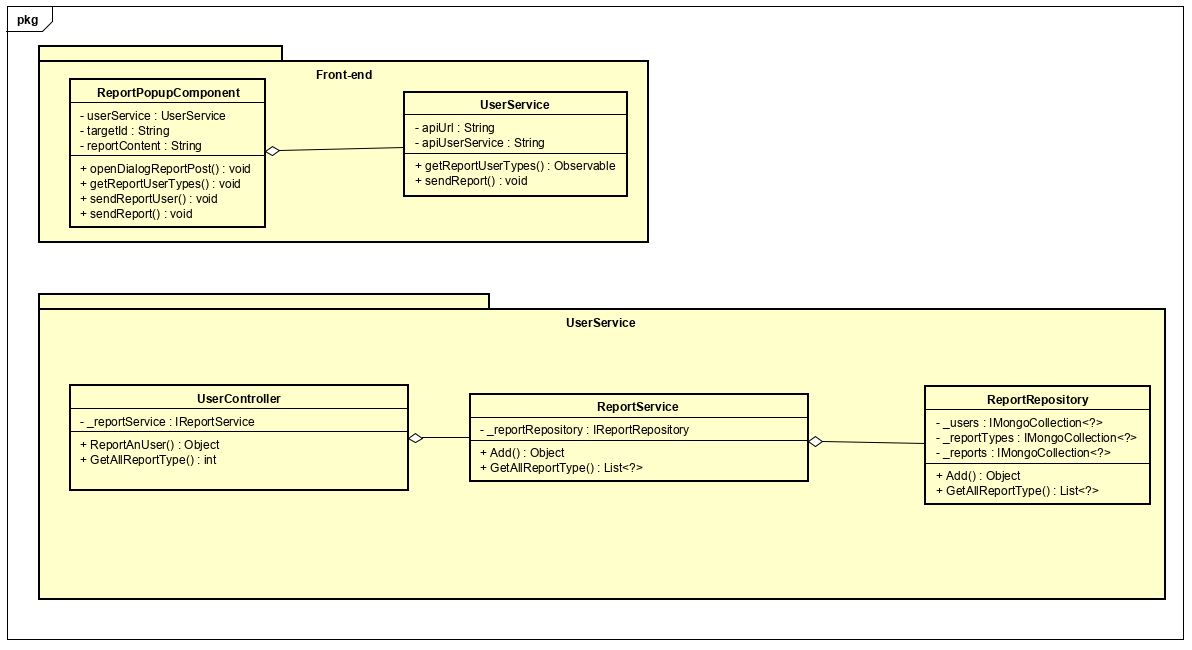 pkg
Front-end
ReportPopupComponent
- userService : UserService
- targetId : String
- reportContent : String
+ openDialogReportPost() : void
+ getReportUserTypes() : void
+ sendReportUser() : void
+ sendReport() : void
UserService
- apiUrl : String
- apiUserService : String
+ getReportUserTypes() : Observable
+ sendReport() : void
UserService
UserController
- _reportService : IReportService
+ ReportAnUser() : Object
+ GetAllReportType() : int
ReportService
- _reportRepository : IReportRepository
+ Add() : Object
+ GetAllReportType() : List<?>
ReportRepository
- _users : IMongoCollection<?>
- _reportTypes : IMongoCollection<?>
- _reports : IMongoCollection<?>
+ Add() : Object
+ GetAllReportType() : List<?>